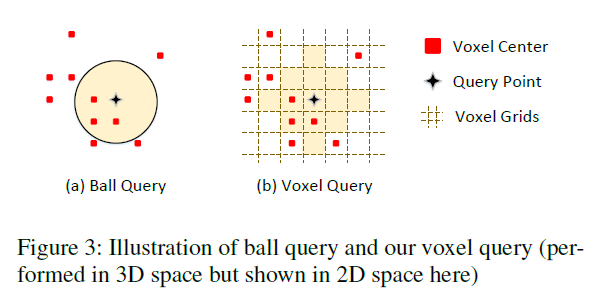 Voxel Center
Query Point
Voxel Grids
(a) Ball Query
(b) Voxel Query
Figure 3: Illustration of ball query and our voxel query (per-
formed in 3D space but shown in 2D space here)